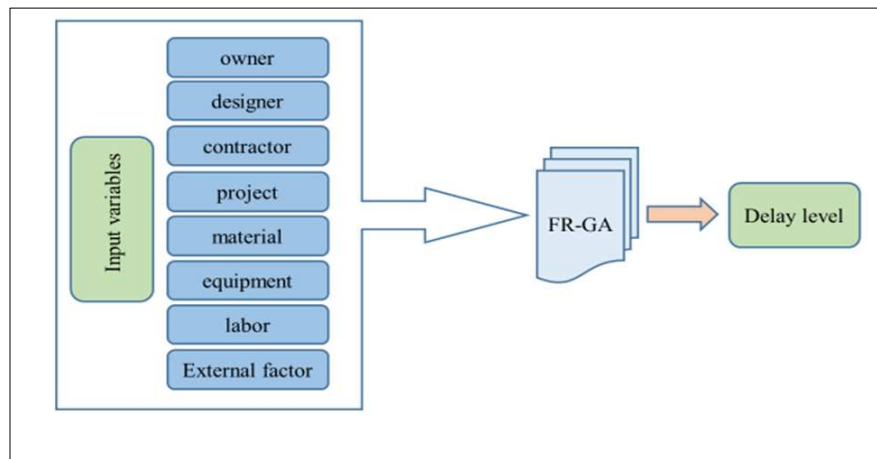 Input variables
owner
designer
contractor
project
material
equipment
labor
External factor
FR-GA
Delay level